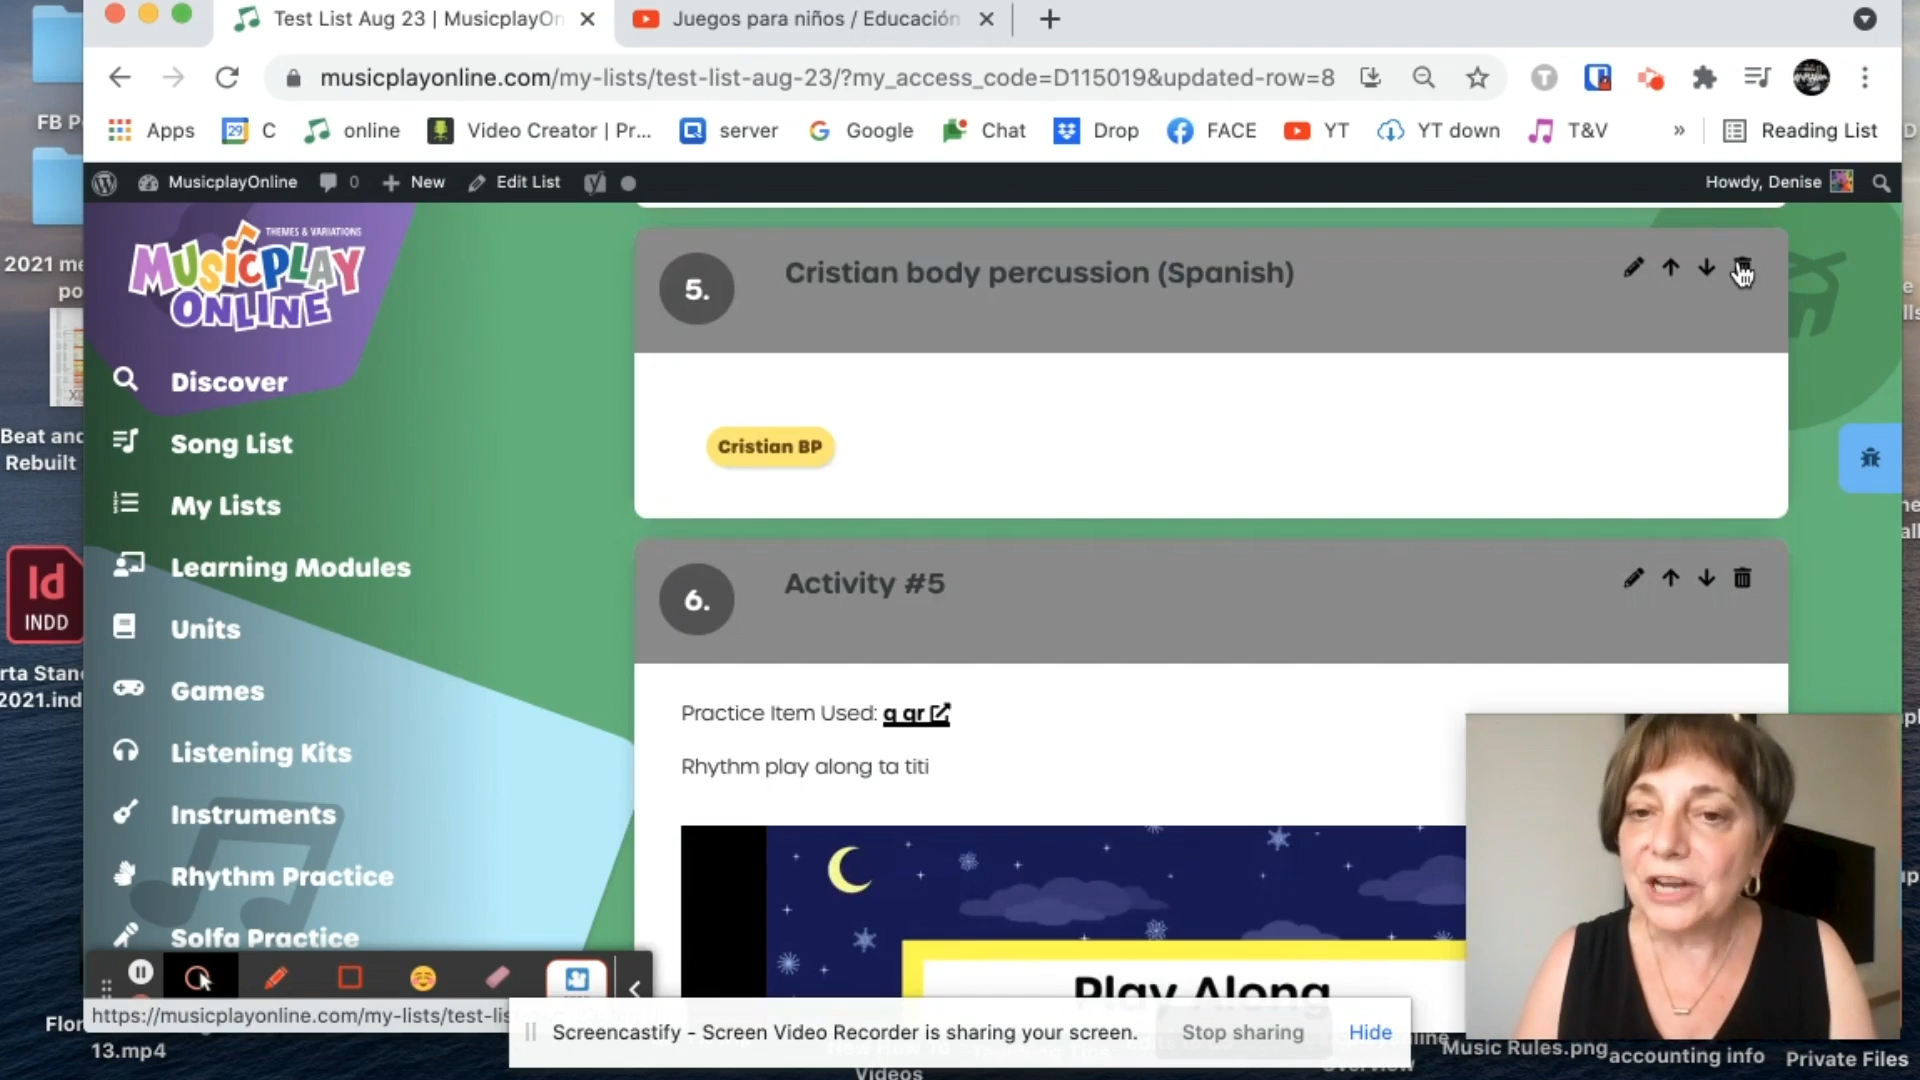 Test List Aug 23 | MusicplayOn
Juegos para niños / Educación
musicplayonline.com/my-lists/test-list-aug-23/?my_access_code=D115019&updated-row=8
Apps
29
C
online
Video Creator | Pr...
server
Google
Chat
Drop
FACE
YT
YT down
T&V
»
Reading List
MusicplayOnline
0
New
Edit List
Howdy, Denise
THEMES & VARIATIONS
MUSICPLAY
ONLINE
Discover
Song List
My Lists
Learning Modules
Units
Games
Listening Kits
Instruments
Rhythm Practice
Solfa Practice
5.
Cristian body percussion (Spanish)
Cristian BP
6.
Activity #5
Practice Item Used: q qr
Rhythm play along ta titi
Play Along
https://musicplayonline.com/my-lists/test-lis
Screencastify - Screen Video Recorder is sharing your screen.
Stop sharing
Hide
FB P
2021 me
po
Beat and
Rebuilt
Id
INDD
rta Stan
2021.ind
Flor
13.mp4
Videos
Music Rules.png
accounting info
Private Files